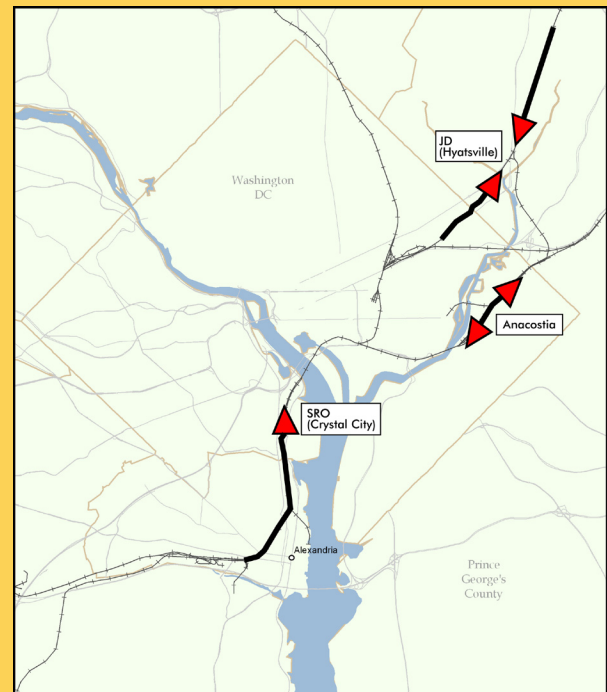 JD
(Hyatsville)
Washington
DC
Anacostia
SRO
(Crystal City)
Alexandria
Prince
George's
County